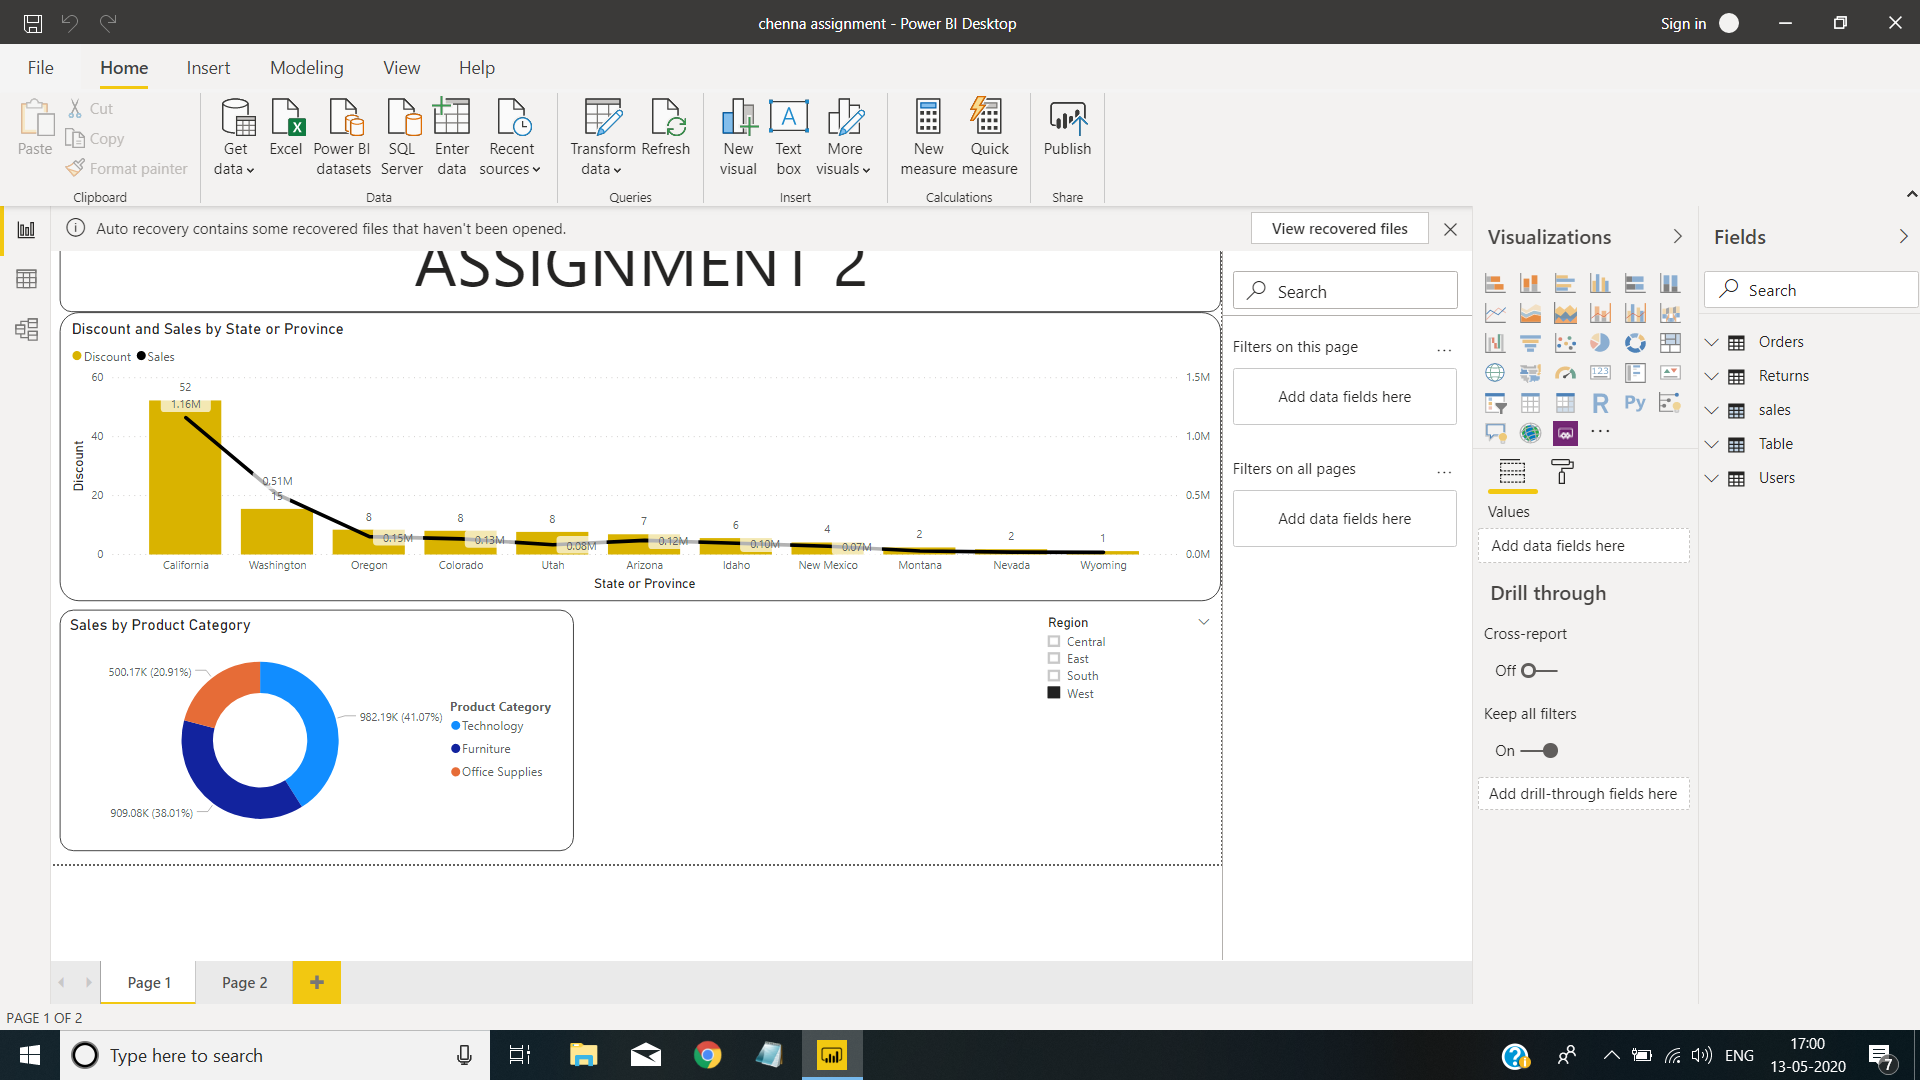 chenna assignment - Power BI Desktop
Sign in
File Home Insert Modeling View Help
Paste
Cut
Copy
Format painter
Clipboard
Get data
Excel
Power BI datasets
SQL Server
Enter data
Recent sources
Data
Transform data
Refresh
Queries
New visual
Text box
More visuals
Insert
New measure
Quick measure
Calculations
Publish
Share
Auto recovery contains some recovered files that haven't been opened.
View recovered files
ASSIGNMENT 2
Discount and Sales by State or Province
Discount Sales
60
40
20
0
Discount
52
1.16M
0.51M
15
8
0.15M
8
0.13M
8
0.08M
7
0.12M
6
0.10M
4
0.07M
2
2
1
1.5M
1.0M
0.5M
0.0M
California Washington Oregon Colorado Utah Arizona Idaho New Mexico Montana Nevada Wyoming
State or Province
Sales by Product Category
500.17K (20.91%)
982.19K (41.07%)
909.08K (38.01%)
Product Category
Technology
Furniture
Office Supplies
Region
Central
East
South
West
Search
Filters on this page
...
Add data fields here
Filters on all pages
...
Add data fields here
Visualizations
123
R
Py
...
Values
Add data fields here
Drill through
Cross-report
Off
Keep all filters
On
Add drill-through fields here
Fields
Search
Orders
Returns
sales
Table
Users
Page 1
Page 2
+
PAGE 1 OF 2
Type here to search
ENG
17:00
13-05-2020
7